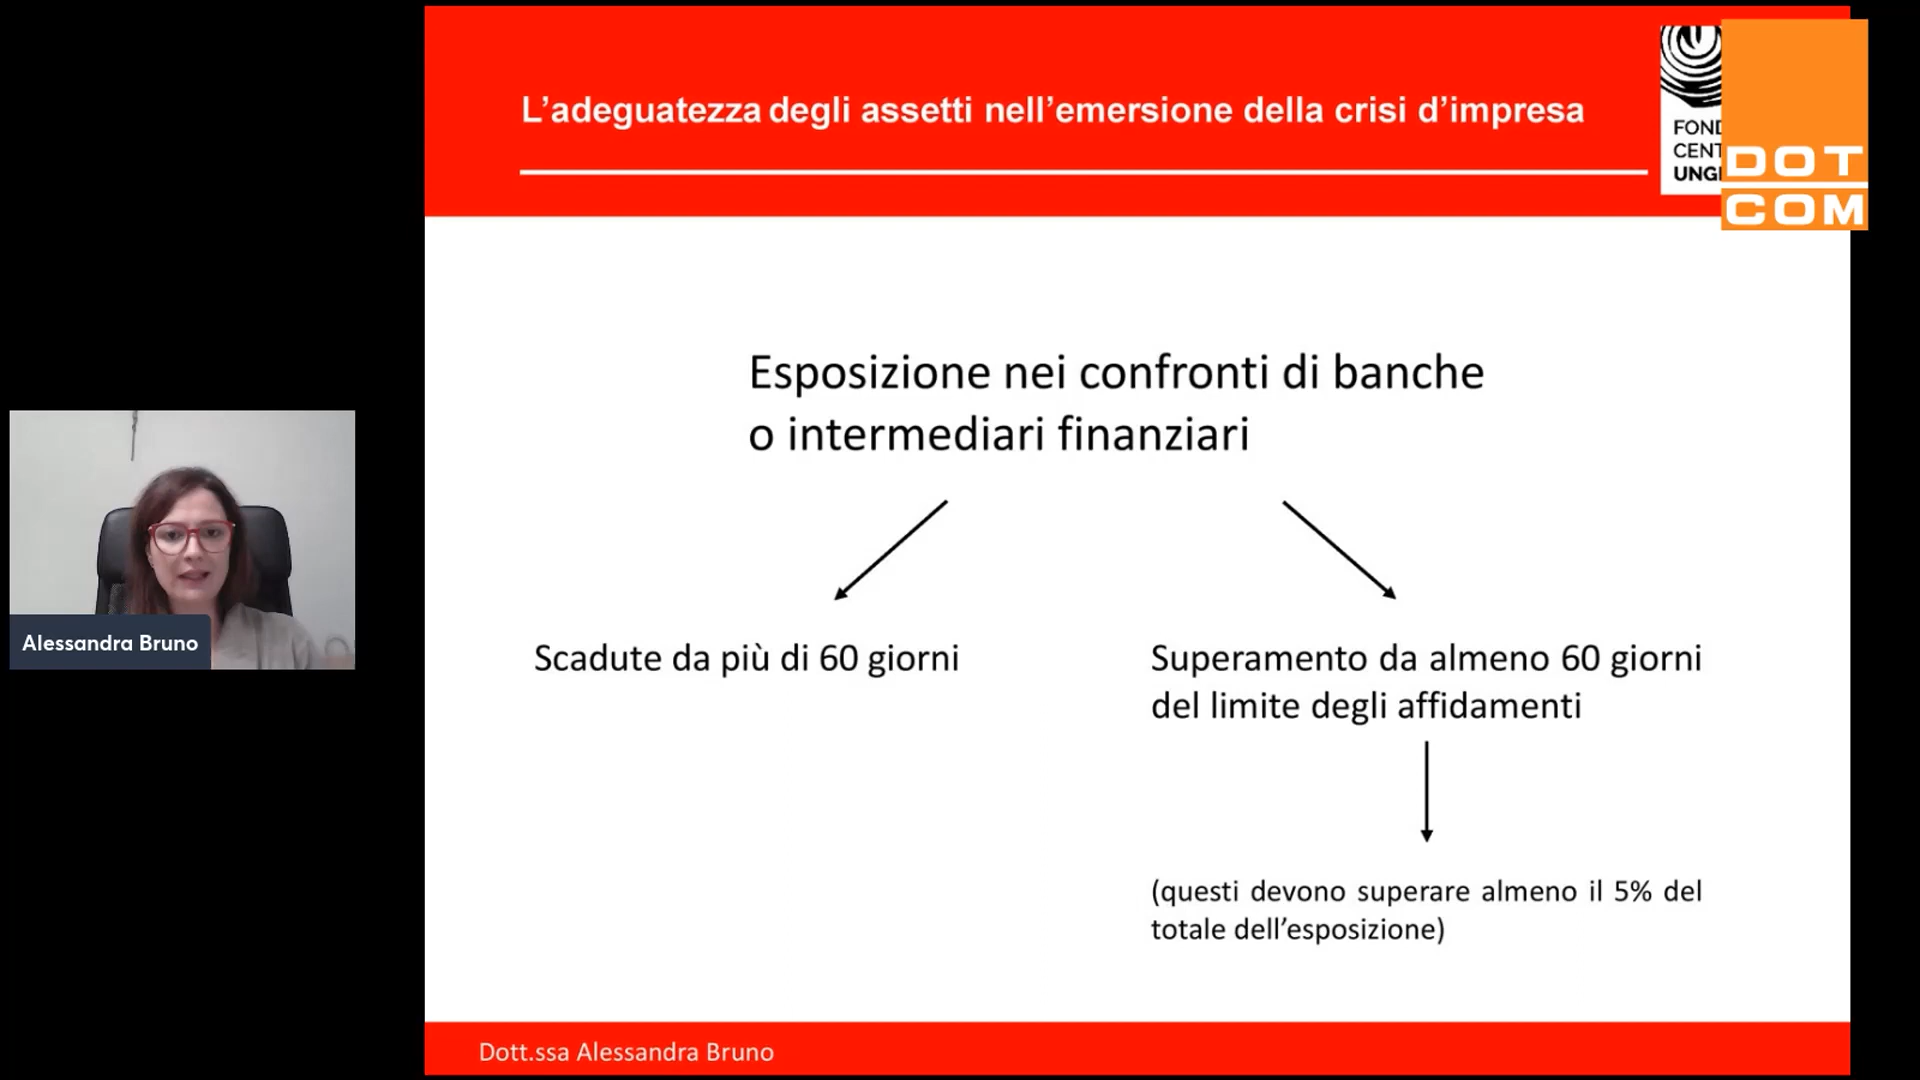 L’adeguatezza degli assetti nell’emersione della crisi d’impresa
DOT
COM
Esposizione nei confronti di banche
o intermediari finanziari
Scadute da più di 60 giorni
Superamento da almeno 60 giorni
del limite degli affidamenti
(questi devono superare almeno il 5% del
totale dell’esposizione)
Alessandra Bruno
Dott.ssa Alessandra Bruno